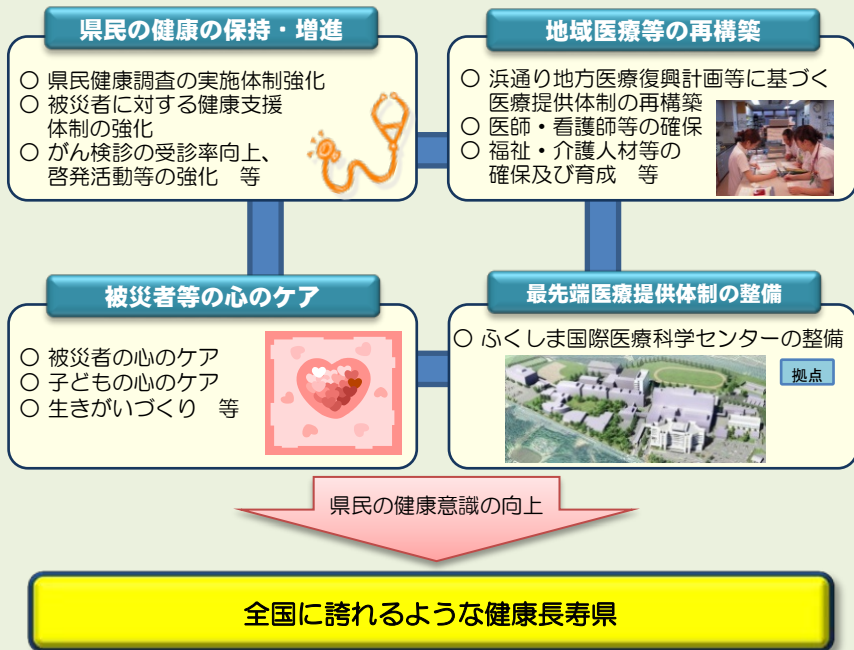 県民の健康の保持・増進
○ 県民健康調査の実施体制強化
○ 被災者に対する健康支援
体制の強化
○ がん検診の受診率向上、
啓発活動等の強化 等
地域医療等の再構築
○ 浜通り地方医療復興計画等に基づく
医療提供体制の再構築
○ 医師・看護師等の確保
○ 福祉・介護人材等の
確保及び育成 等
被災者等の心のケア
○ 被災者の心のケア
○ 子どもの心のケア
○ 生きがいづくり 等
最先端医療提供体制の整備
○ ふくしま国際医療科学センターの整備
拠点
県民の健康意識の向上
全国に誇れるような健康長寿県